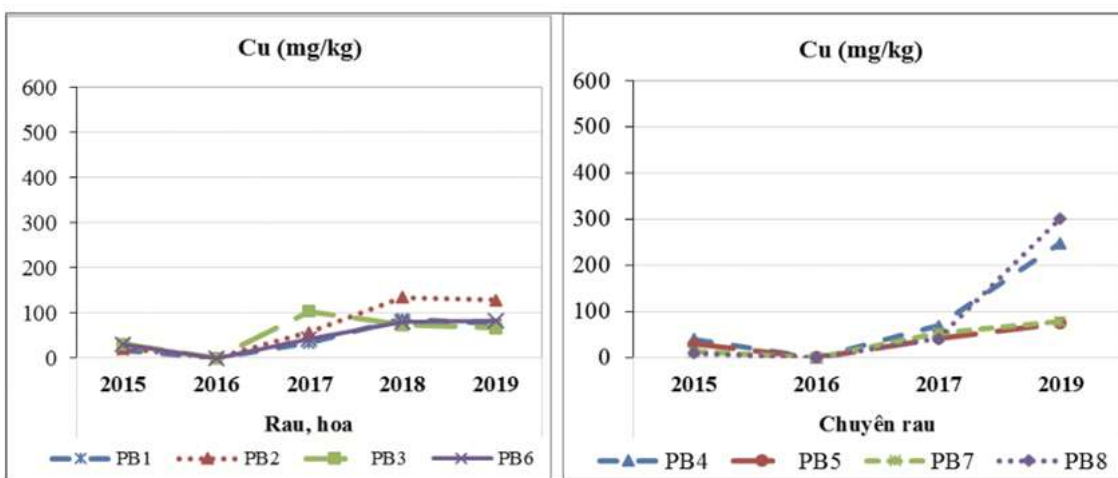 Cu (mg/kg)
600
500
400
300
200
100
0
2015 2016 2017 2018 2019
Rau, hoa
PB1 PB2 PB3 PB6
Cu (mg/kg)
600
500
400
300
200
100
0
2015 2016 2017 2019
Chuyên rau
PB4 PB5 PB7 PB8